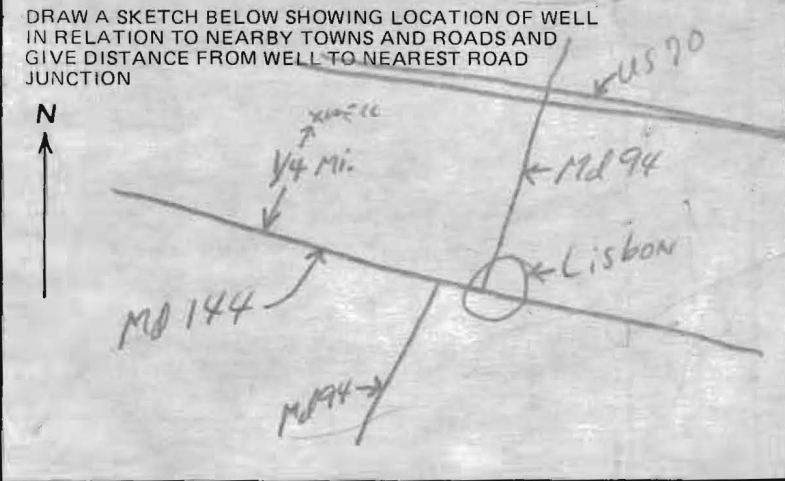 DRAW A SKETCH BELOW SHOWING LOCATION OF WELL
IN RELATION TO NEARBY TOWNS AND ROADS AND
GIVE DISTANCE FROM WELL TO NEAREST ROAD
JUNCTION
US 70
N
x WELL
1/4 Mi.
Md 94
Lisbon
Md 144
Md 94